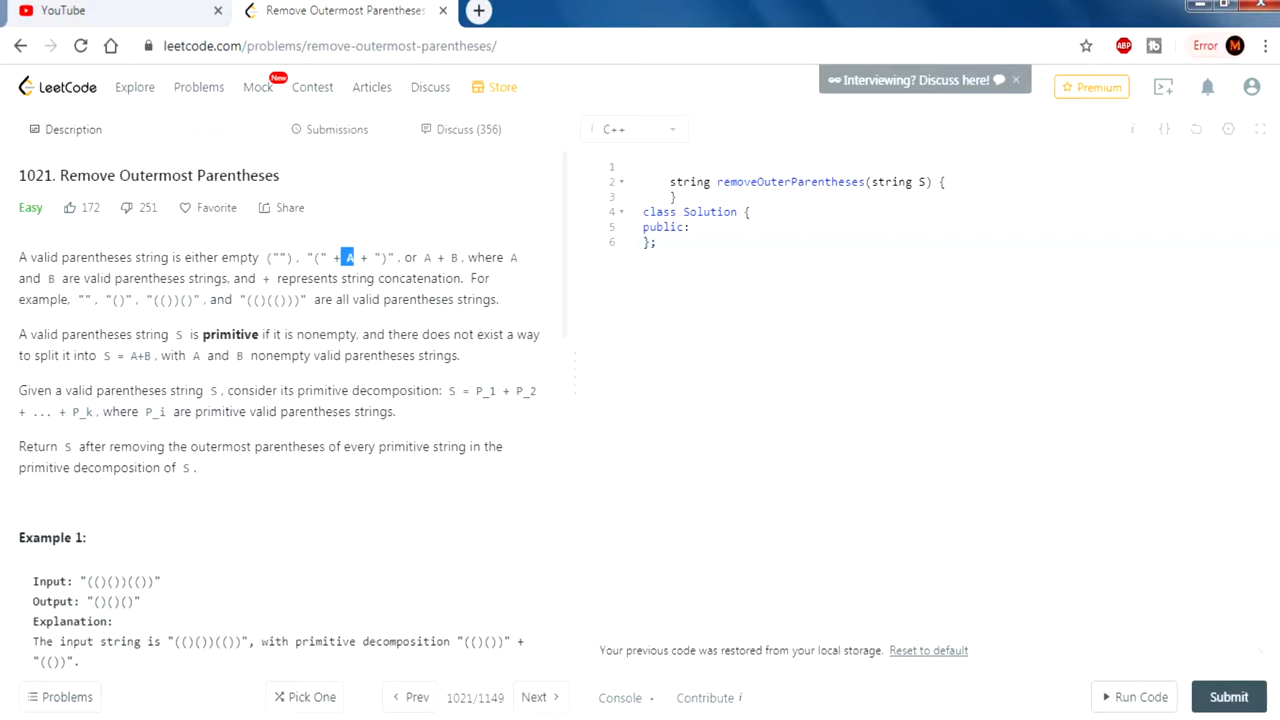 YouTube × Remove Outermost Parentheses × +
leetcode.com/problems/remove-outermost-parentheses/ ABP tb Error M
LeetCode Explore Problems Mock New Contest Articles Discuss Store Interviewing? Discuss here! × Premium
Description Submissions Discuss (356) i C++
1021. Remove Outermost Parentheses
Easy 172 251 Favorite Share
A valid parentheses string is either empty (""), "(" + A + ")", or A + B, where A
and B are valid parentheses strings, and + represents string concatenation. For
example, "", "()", "(())()", and "(()(()))" are all valid parentheses strings.
A valid parentheses string S is primitive if it is nonempty, and there does not exist a way
to split it into S = A+B, with A and B nonempty valid parentheses strings.
Given a valid parentheses string S, consider its primitive decomposition: S = P_1 + P_2
+ ... + P_k, where P_i are primitive valid parentheses strings.
Return S after removing the outermost parentheses of every primitive string in the
primitive decomposition of S.
Example 1:
Input: "(()())(())"
Output: "()()()"
Explanation:
The input string is "(()())(())", with primitive decomposition "(()())" +
"(())".
1
2 string removeOuterParentheses(string S) {
3 }
4 class Solution {
5 public:
6 };
Your previous code was restored from your local storage. Reset to default
Problems Pick One Prev 1021/1149 Next Console Contribute i Run Code Submit